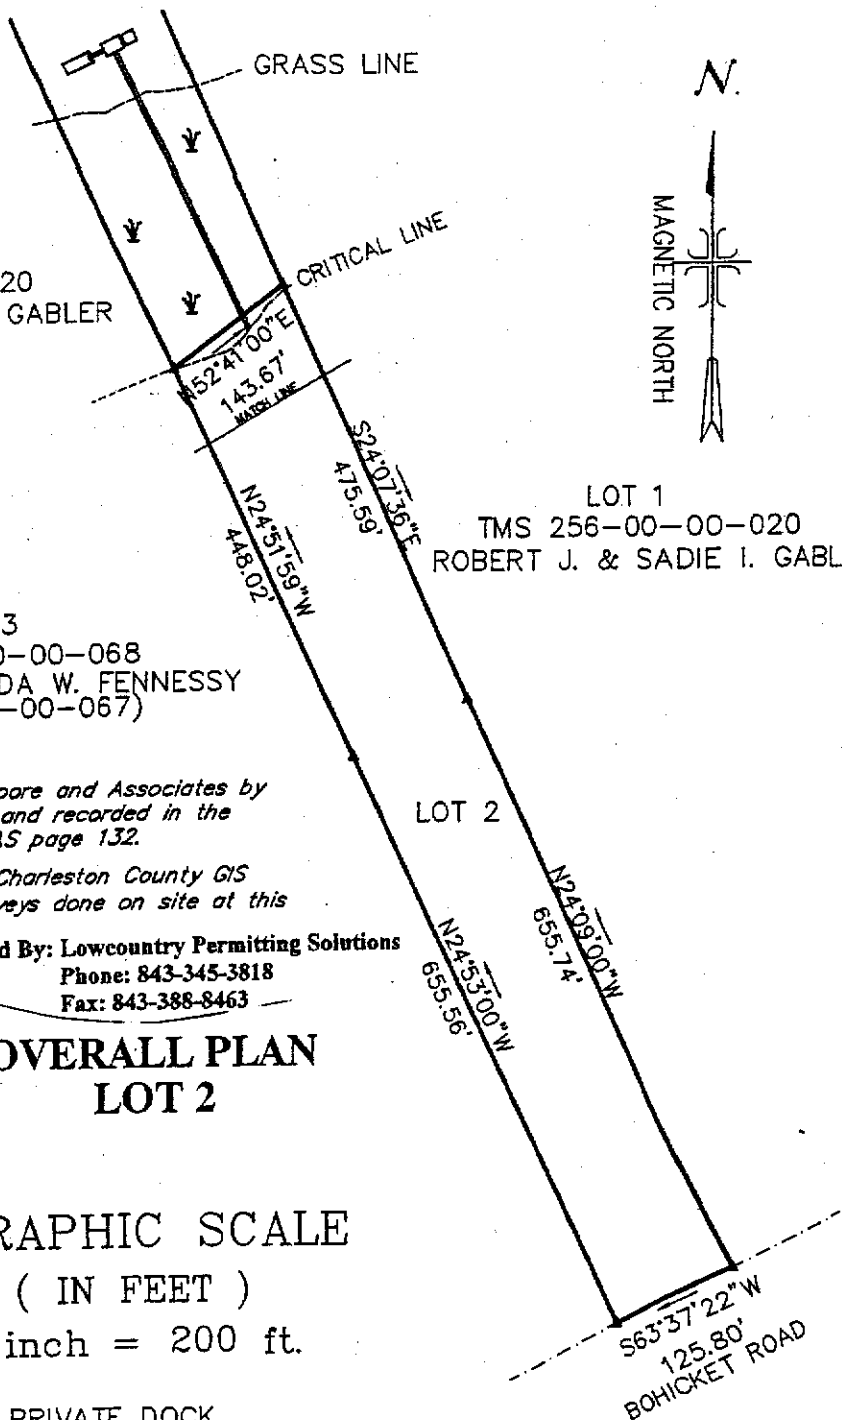 GRASS LINE
N.
MAGNETIC NORTH
CRITICAL LINE
20
GABLER
N52°41'00"E
143.67'
MATCH LINE
S24°07'36"E
475.59'
LOT 1
TMS 256-00-00-020
ROBERT J. & SADIE I. GABL
N24°51'59"W
448.02'
3
0-00-068
DA W. FENNESSY
-00-067)
oore and Associates by
and recorded in the
AS page 132.
Charleston County GIS
veys done on site at this
LOT 2
N24°09'00"W
655.74'
N24°53'00"W
655.56'
d By: Lowcountry Permitting Solutions
Phone: 843-345-3818
Fax: 843-388-8463
OVERALL PLAN
LOT 2
RAPHIC SCALE
( IN FEET )
inch = 200 ft.
S63°37'22"W
125.80'
BOHICKET ROAD
PRIVATE DOCK